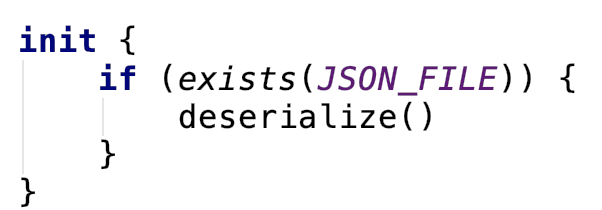 init {
    if (exists(JSON_FILE)) {
        deserialize()
    }
}